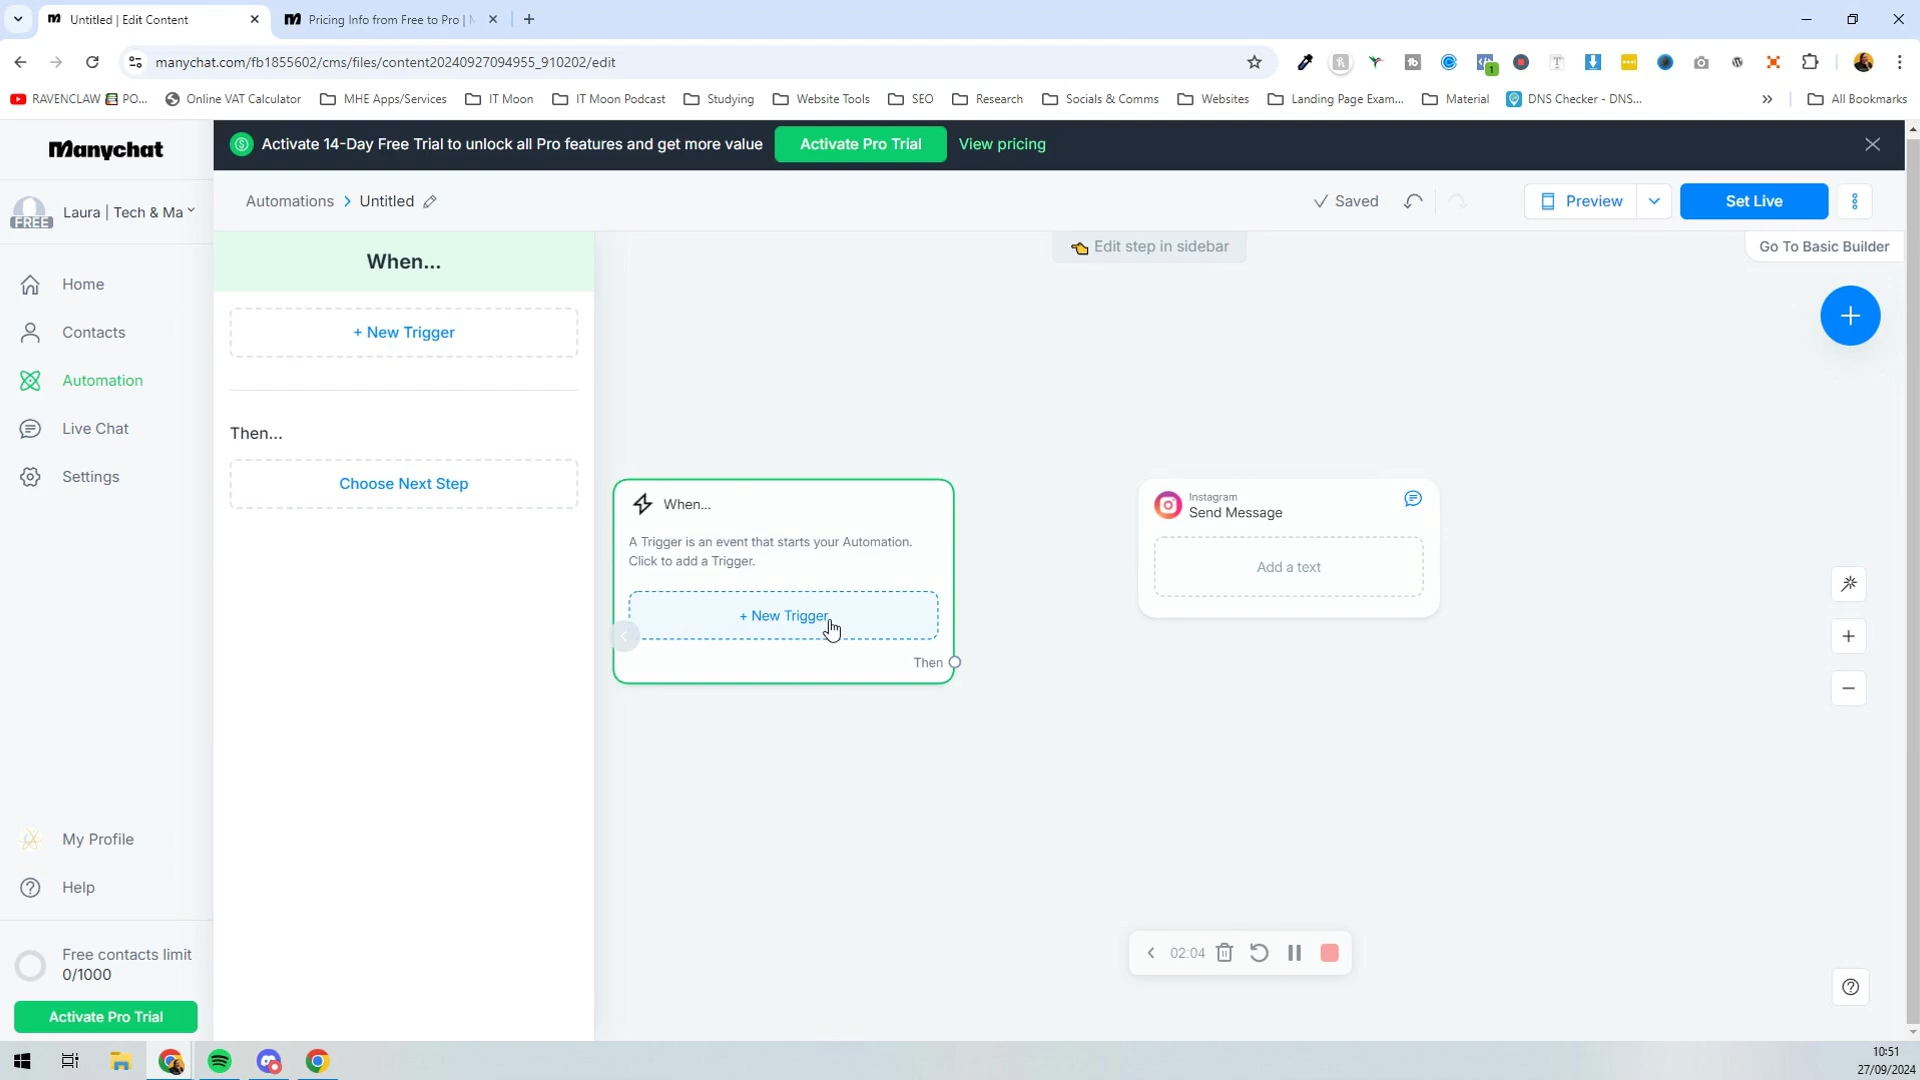 Untitled | Edit Content
Pricing Info from Free to Pro |
manychat.com/fb1855602/cms/files/content20240927094955_910202/edit
RAVENCLAW PO...
Online VAT Calculator
MHE Apps/Services
IT Moon
IT Moon Podcast
Studying
Website Tools
SEO
Research
Socials & Comms
Websites
Landing Page Exam...
Material
DNS Checker - DNS...
All Bookmarks
Manychat
Activate 14-Day Free Trial to unlock all Pro features and get more value
Activate Pro Trial
View pricing
FREE
Laura | Tech & Ma
Automations > Untitled
Saved
Preview
Set Live
When...
Edit step in sidebar
Go To Basic Builder
Home
Contacts
Automation
Live Chat
Settings
+ New Trigger
Then...
Choose Next Step
When...
A Trigger is an event that starts your Automation.
Click to add a Trigger.
+ New Trigger
Then
Instagram
Send Message
Add a text
My Profile
Help
Free contacts limit
0/1000
Activate Pro Trial
02:04
10:51
27/09/2024